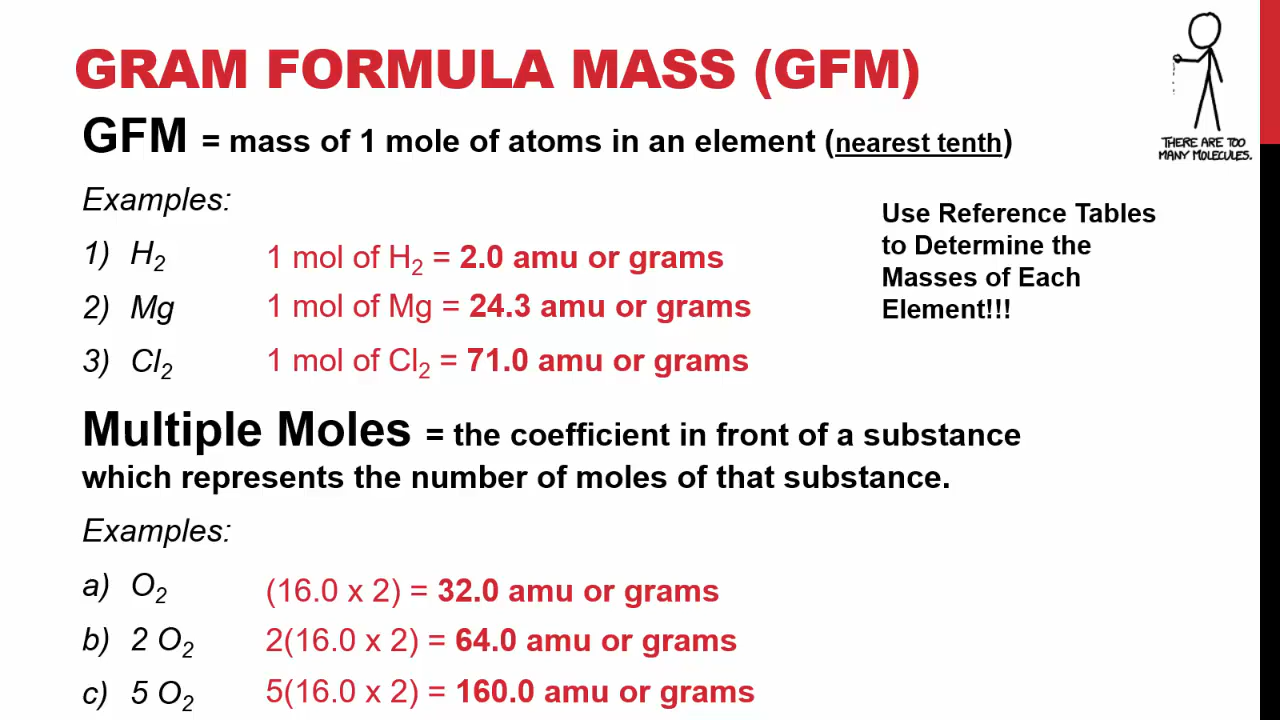 GRAM FORMULA MASS (GFM)
THERE ARE TOO
MANY MOLECULES.
GFM = mass of 1 mole of atoms in an element (nearest tenth)
Examples:
1) H₂ 1 mol of H₂ = 2.0 amu or grams
2) Mg 1 mol of Mg = 24.3 amu or grams
3) Cl₂ 1 mol of Cl₂ = 71.0 amu or grams
Use Reference Tables
to Determine the
Masses of Each
Element!!!
Multiple Moles = the coefficient in front of a substance
which represents the number of moles of that substance.
Examples:
a) O₂ (16.0 x 2) = 32.0 amu or grams
b) 2 O₂ 2(16.0 x 2) = 64.0 amu or grams
c) 5 O₂ 5(16.0 x 2) = 160.0 amu or grams